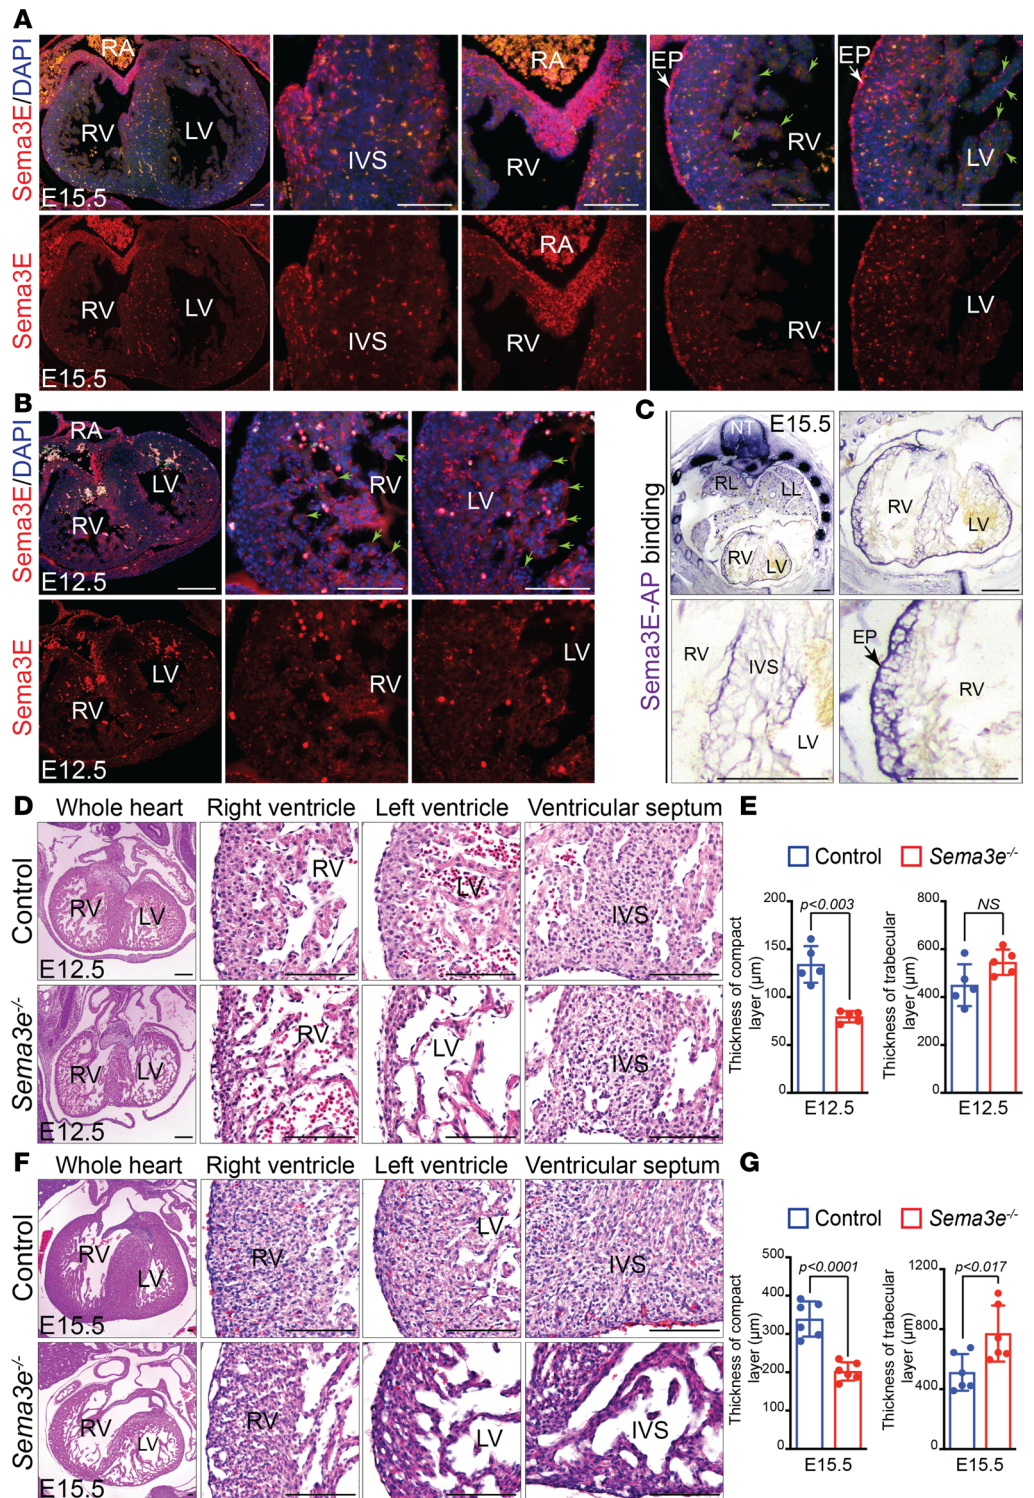 A
Sema3E/DAPI
RA
RV
LV
E15.5
IVS
RA
RV
EP
RV
EP
LV
Sema3E
RV
LV
E15.5
IVS
RA
RV
RV
LV
B
Sema3E/DAPI
RA
LV
RV
E12.5
RV
LV
Sema3E
LV
RV
E12.5
RV
LV
C
Sema3E-AP binding
NT
E15.5
RL
LL
RV
LV
RV
LV
RV
IVS
LV
EP
RV
D
Whole heart
Right ventricle
Left ventricle
Ventricular septum
Control
RV
LV
E12.5
RV
LV
IVS
Sema3e-/-
RV
LV
E12.5
RV
LV
IVS
E
Control
Sema3e-/-
Thickness of compact
layer (μm)
200
150
100
50
0
p<0.003
E12.5
Thickness of trabecular
layer (μm)
800
600
400
200
0
NS
E12.5
F
Whole heart
Right ventricle
Left ventricle
Ventricular septum
Control
RV
LV
E15.5
RV
LV
IVS
Sema3e-/-
RV
LV
E15.5
RV
LV
IVS
G
Control
Sema3e-/-
Thickness of compact
layer (μm)
500
400
300
200
100
0
p<0.0001
E15.5
Thickness of trabecular
layer (μm)
1200
800
400
0
p<0.017
E15.5